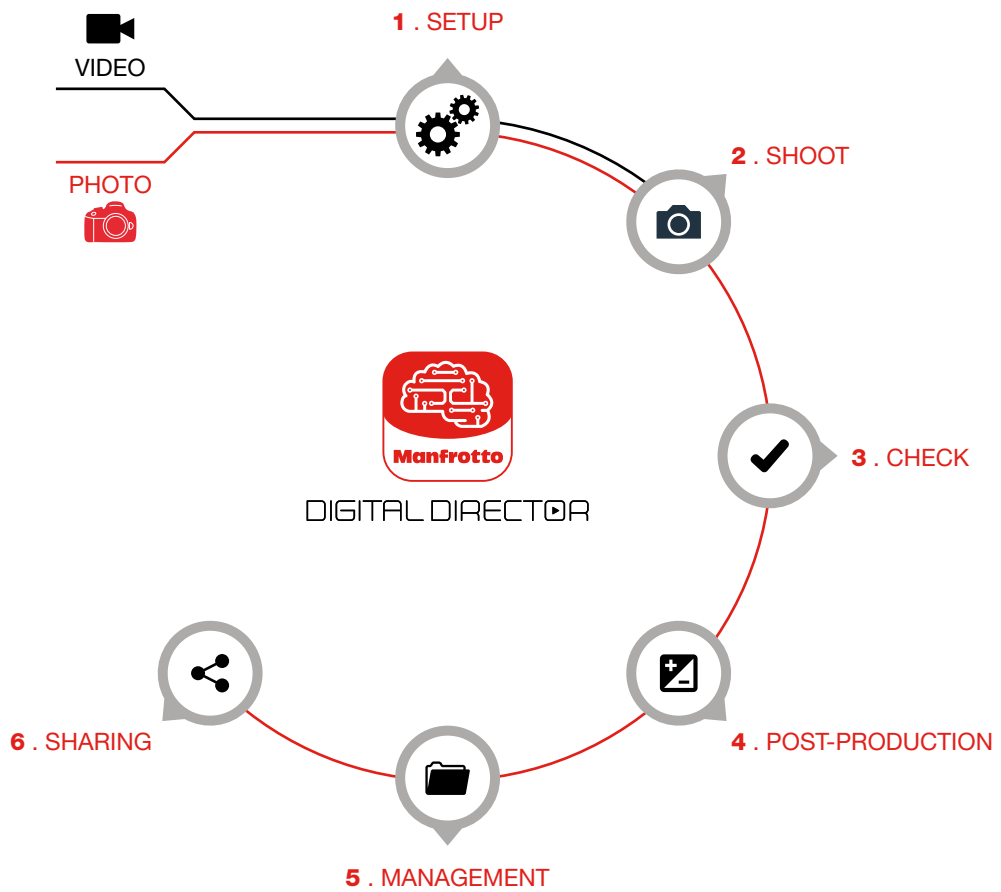 1 . SETUP
VIDEO
2 . SHOOT
PHOTO
Manfrotto
DIGITAL DIRECTOR
3 . CHECK
6 . SHARING
4 . POST-PRODUCTION
5 . MANAGEMENT